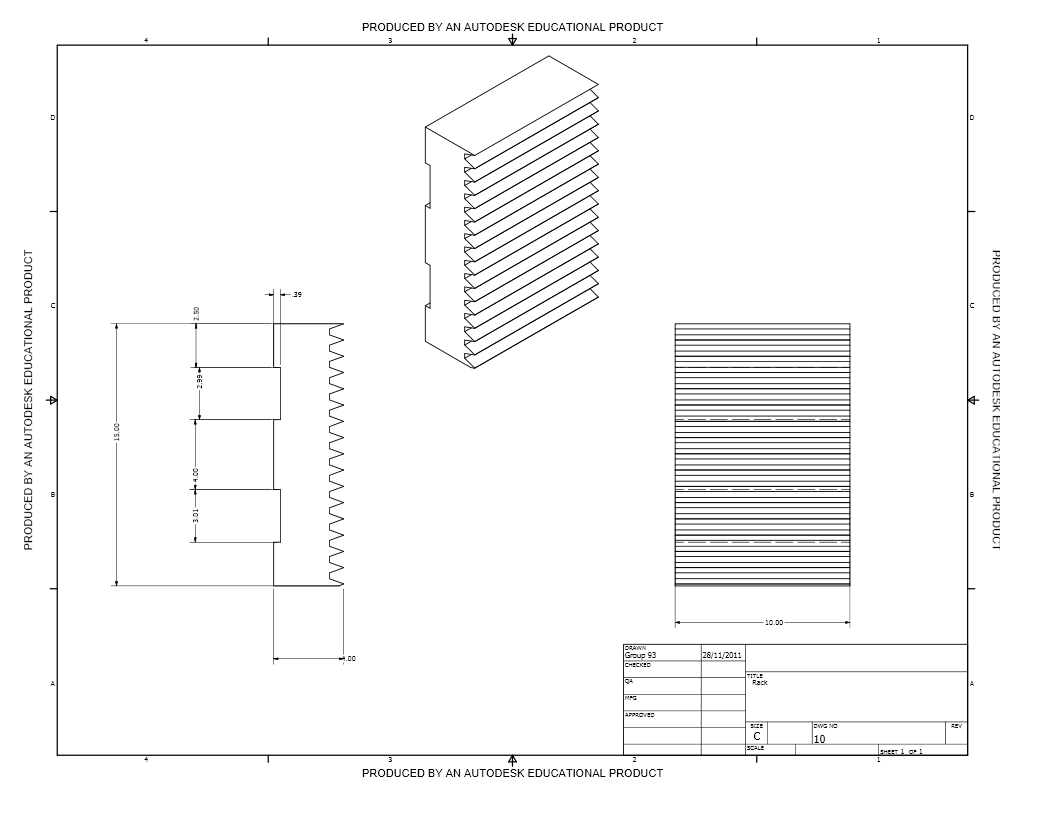 PRODUCED BY AN AUTODESK EDUCATIONAL PRODUCT
4 3 2 1
D D
C C
B B
A A
PRODUCED BY AN AUTODESK EDUCATIONAL PRODUCT
PRODUCED BY AN AUTODESK EDUCATIONAL PRODUCT
.39
2.50
2.99
15.00
4.00
3.01
10.00
DRAWN
Group 93 28/11/2011
CHECKED
QA
MFG
APPROVED
TITLE
Rack
SIZE DWG NO REV
C 10
SCALE SHEET 1 OF 1
4 3 2 1
PRODUCED BY AN AUTODESK EDUCATIONAL PRODUCT